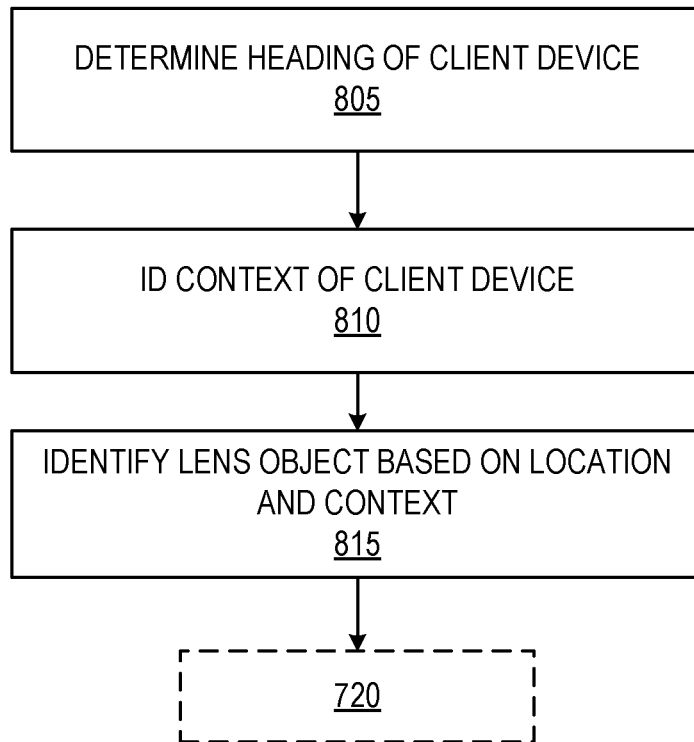 DETERMINE HEADING OF CLIENT DEVICE
805
ID CONTEXT OF CLIENT DEVICE
810
IDENTIFY LENS OBJECT BASED ON LOCATION
AND CONTEXT
815
720